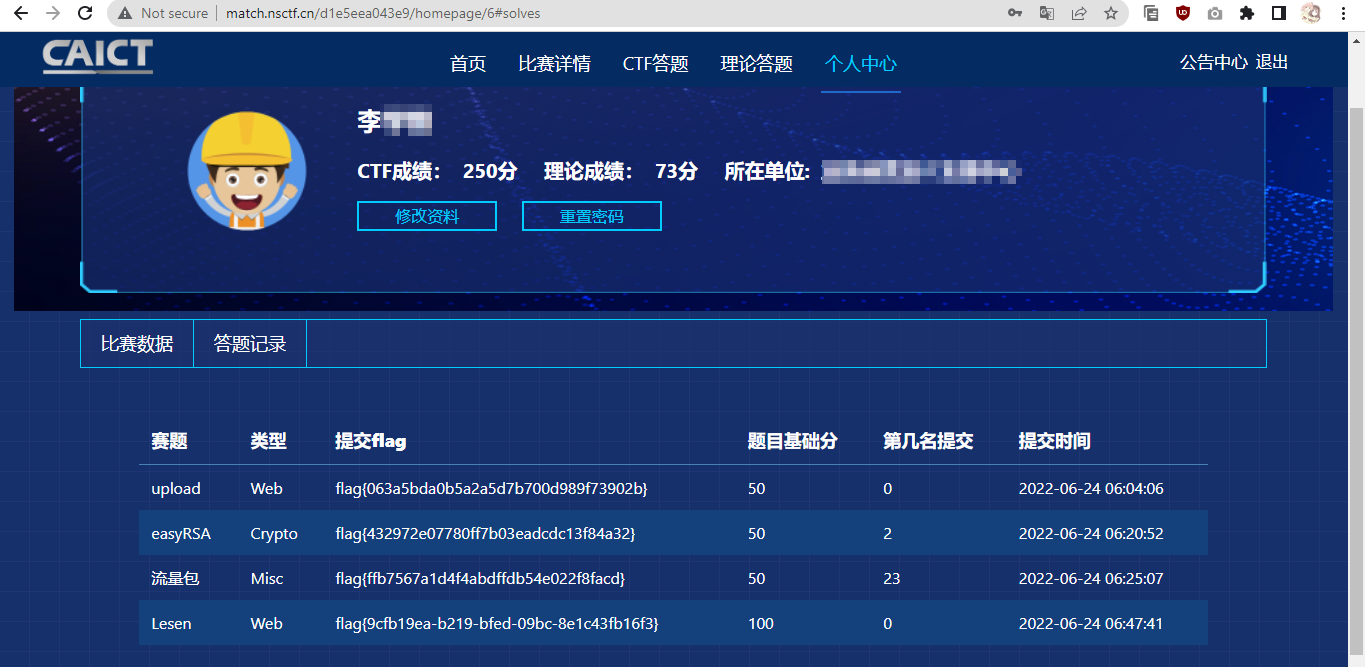 Not secure match.nsctf.cn/d1e5eea043e9/homepage/6#solves
CAICT 首页 比赛详情 CTF答题 理论答题 个人中心 公告中心 退出
李
CTF成绩： 250分 理论成绩： 73分 所在单位:
修改资料 重置密码
比赛数据 答题记录
赛题 类型 提交flag 题目基础分 第几名提交 提交时间
upload Web flag{063a5bda0b5a2a5d7b700d989f73902b} 50 0 2022-06-24 06:04:06
easyRSA Crypto flag{432972e07780ff7b03eadcdc13f84a32} 50 2 2022-06-24 06:20:52
流量包 Misc flag{ffb7567a1d4f4abdffdb54e022f8facd} 50 23 2022-06-24 06:25:07
Lesen Web flag{9cfb19ea-b219-bfed-09bc-8e1c43fb16f3} 100 0 2022-06-24 06:47:41